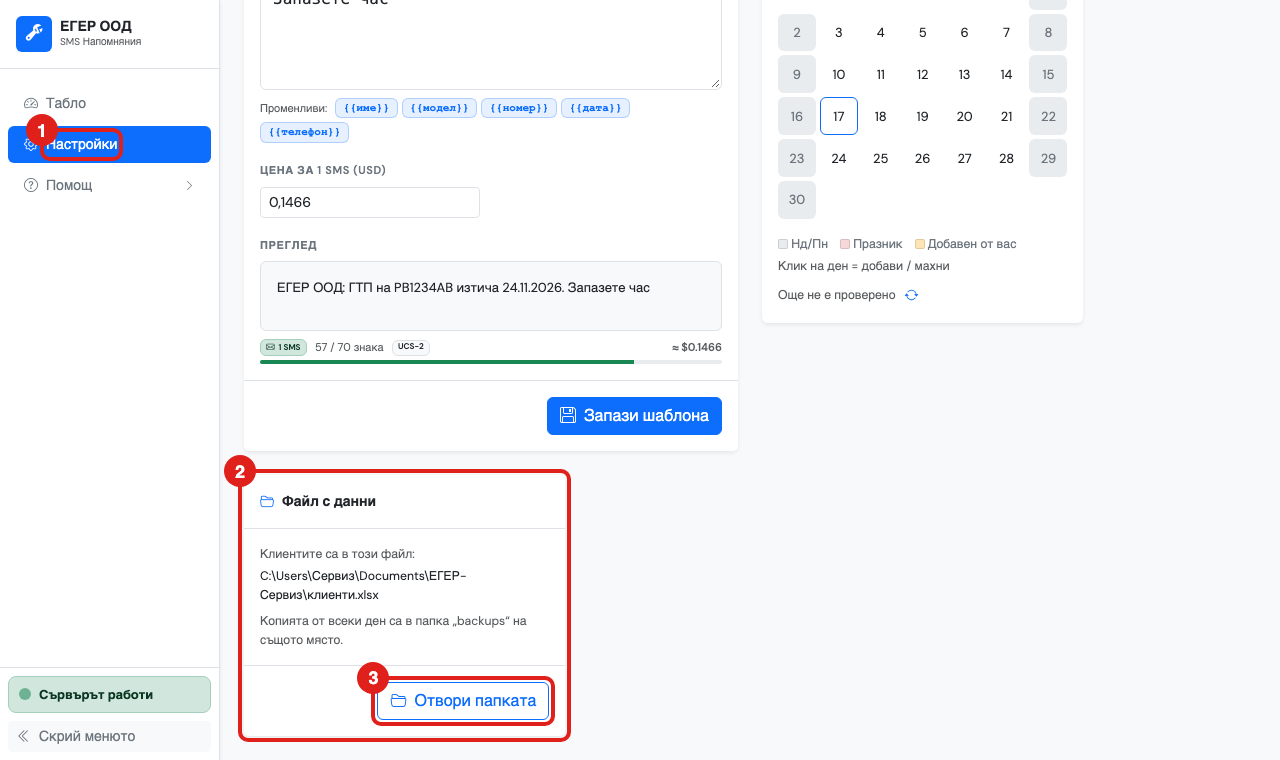 ЕГЕР ООД
SMS Напомняния
Табло
1
Настройки
Помощ
Запазете час
Променливи: {{име}} {{модел}} {{номер}} {{дата}}
{{телефон}}
ЦЕНА ЗА 1 SMS (USD)
0,1466
ПРЕГЛЕД
ЕГЕР ООД: ГТП на РВ1234АВ изтича 24.11.2026. Запазете час
1 SMS 57 / 70 знака UCS-2 ≈ $0.1466
Запази шаблона
2
Файл с данни
Клиентите са в този файл:
C:\Users\Сервиз\Documents\ЕГЕР-
Сервиз\клиенти.xlsx
Копията от всеки ден са в папка „backups“ на
същото място.
3
Отвори папката
2 3 4 5 6 7 8
9 10 11 12 13 14 15
16 17 18 19 20 21 22
23 24 25 26 27 28 29
30
Нд/Пн Празник Добавен от вас
Клик на ден = добави / махни
Още не е проверено
Сървърът работи
Скрий менюто